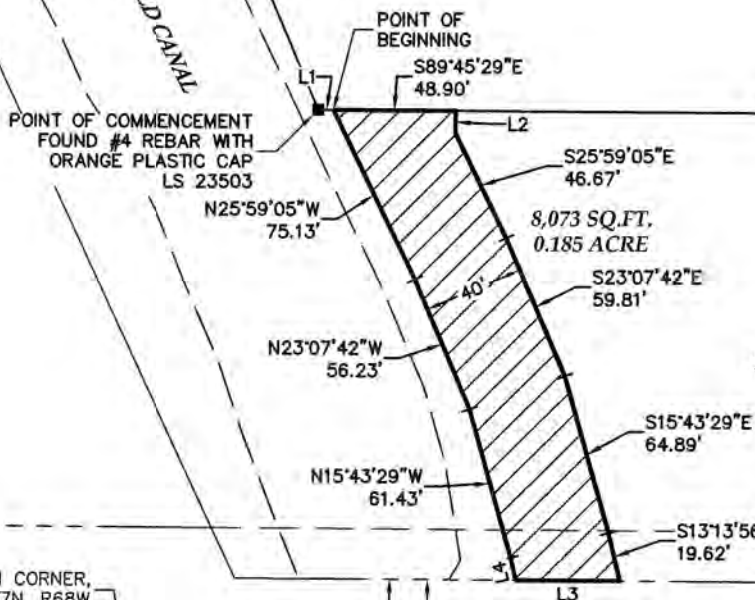 LD CANAL
POINT OF
BEGINNING
L1
S89°45'29"E
48.90'
L2
POINT OF COMMENCEMENT
FOUND #4 REBAR WITH
ORANGE PLASTIC CAP
LS 23503
S25°59'05"E
46.67'
N25°59'05"W
75.13'
8,073 SQ.FT.
0.185 ACRE
S23°07'42"E
59.81'
40'
N23°07'42"W
56.23'
S15°43'29"E
64.89'
N15°43'29"W
61.43'
S13°13'56
19.62'
L4
L3
CORNER,
7N, R68W